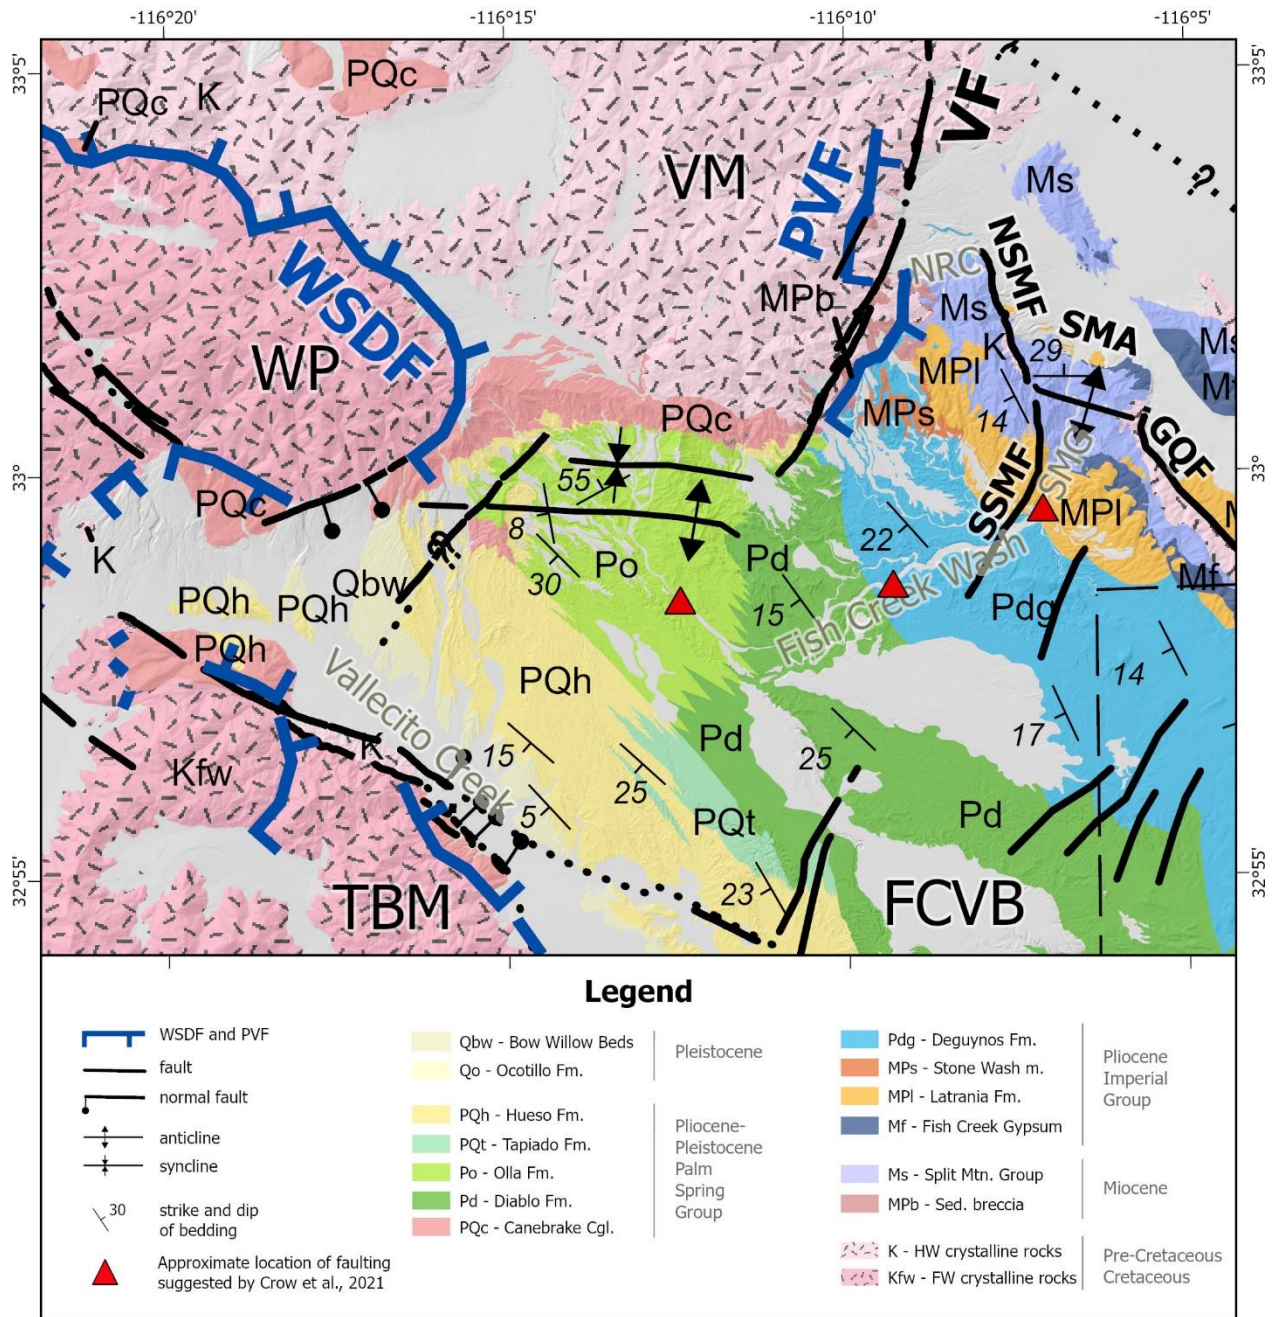 -116°20' -116°15' -116°10' -116°5'
33°5' 33°5'
PQc
PQc K
VF
VM
PVF
?
Ms
WSDF
NSMF
NRC
MPb
Ms
SMA
Ms
WP
K 29
MPl
Mf
PQc
MPs
14
GQF
33° 33°
55
SSMF
SMG
PQc
8
22
MPl
K
?
30
Po
Pd
Fish Creek Wash
Mf
Qbw
PQh
PQh
15
Pdg
PQh
Vallecito Creek
PQh
14
Pd
17
K
15
25
25
Kfw
5
PQt
Pd
32°55' 32°55'
TBM
23
FCVB
Legend
WSDF and PVF
fault
normal fault
anticline
syncline
30
strike and dip
of bedding
Approximate location of faulting
suggested by Crow et al., 2021
Qbw - Bow Willow Beds
Qo - Ocotillo Fm.
Pleistocene
PQh - Hueso Fm.
PQt - Tapiado Fm.
Po - Olla Fm.
Pd - Diablo Fm.
PQc - Canebrake Cgl.
Pliocene-
Pleistocene
Palm
Spring
Group
Pdg - Deguynos Fm.
MPs - Stone Wash m.
MPl - Latrania Fm.
Mf - Fish Creek Gypsum
Pliocene
Imperial
Group
Ms - Split Mtn. Group
MPb - Sed. breccia
Miocene
K - HW crystalline rocks
Kfw - FW crystalline rocks
Pre-Cretaceous
Cretaceous